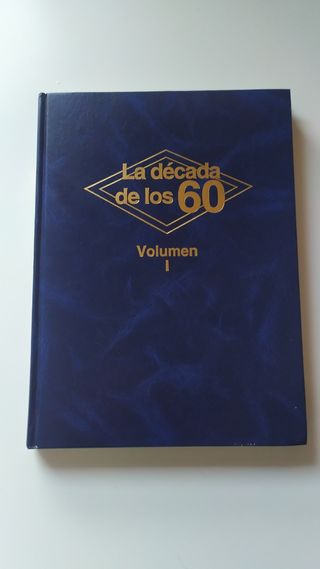 La década
de los 60
Volumen
I